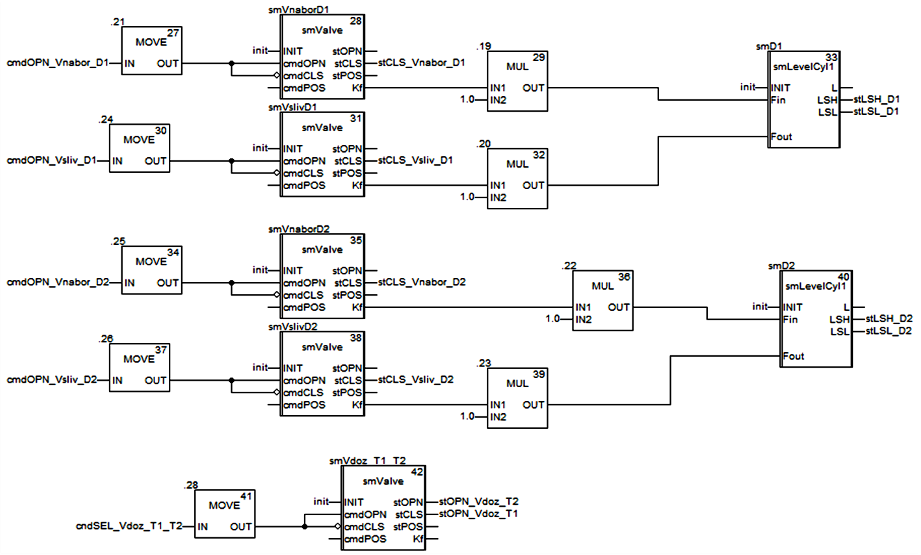 smVnaborD1
.21
28
27
smValve
MOVE
.19
smD1
cmdOPN_Vnabor_D1
IN OUT
init
INIT stOPN
cmdOPN stCLS
stCLS_Vnabor_D1
cmdCLS stPOS
cmdPOS Kf
29
MUL
IN1 OUT
1.0
IN2
33
smLevelCyl1
init
INIT L
Fin LSH
stLSH_D1
LSL
stLSL_D1
Fout
smVslivD1
.24
31
30
smValve
MOVE
.20
cmdOPN_Vsliv_D1
IN OUT
init
INIT stOPN
cmdOPN stCLS
stCLS_Vsliv_D1
cmdCLS stPOS
cmdPOS Kf
32
MUL
IN1 OUT
1.0
IN2
smVnaborD2
.25
35
34
smValve
MOVE
.22
smD2
cmdOPN_Vnabor_D2
IN OUT
init
INIT stOPN
cmdOPN stCLS
stCLS_Vnabor_D2
cmdCLS stPOS
cmdPOS Kf
36
MUL
IN1 OUT
1.0
IN2
40
smLevelCyl1
init
INIT L
Fin LSH
stLSH_D2
LSL
stLSL_D2
Fout
smVslivD2
.26
38
37
smValve
MOVE
.23
cmdOPN_Vsliv_D2
IN OUT
init
INIT stOPN
cmdOPN stCLS
stCLS_Vsliv_D2
cmdCLS stPOS
cmdPOS Kf
39
MUL
IN1 OUT
1.0
IN2
smVdoz_T1_T2
.28
42
41
smValve
MOVE
cndSEL_Vdoz_T1_T2
IN OUT
init
INIT stOPN
stOPN_Vdoz_T2
cmdOPN stCLS
stOPN_Vdoz_T1
cmdCLS stPOS
cmdPOS Kf